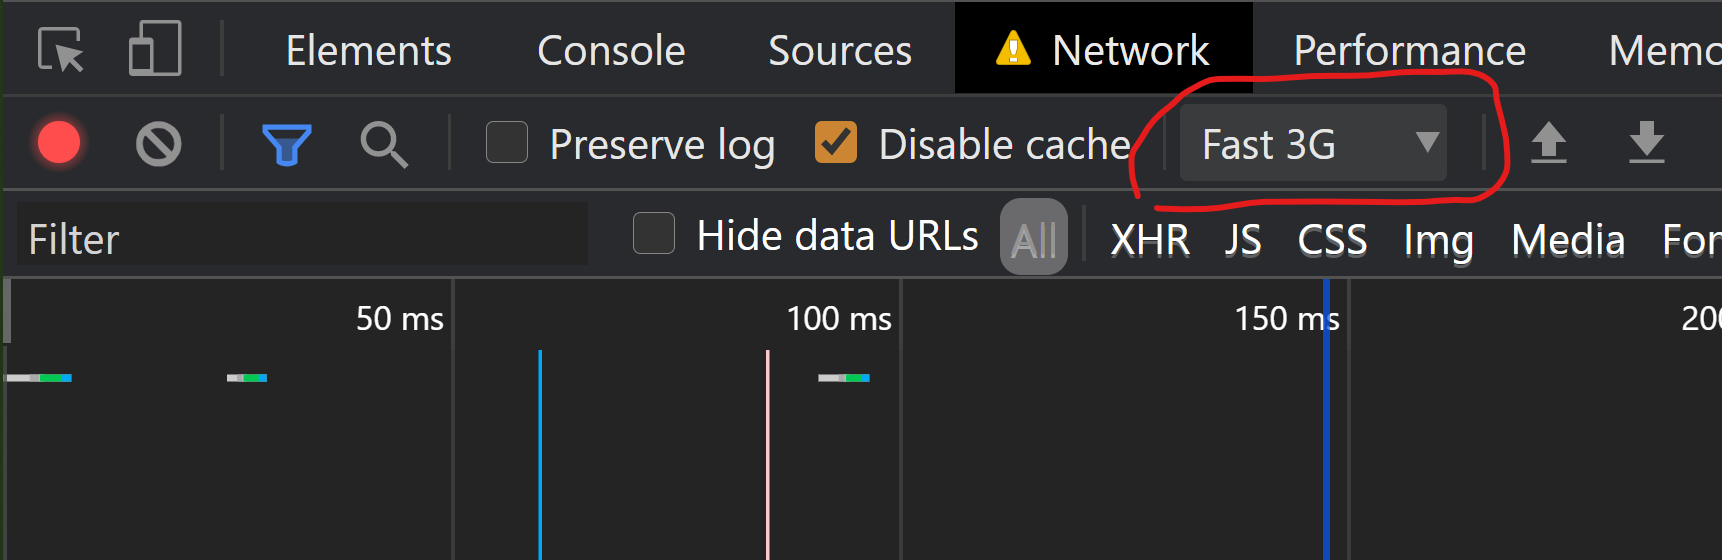 Elements Console Sources Network Performance Memo
Preserve log Disable cache Fast 3G
Filter Hide data URLs All XHR JS CSS Img Media For
50 ms 100 ms 150 ms 200